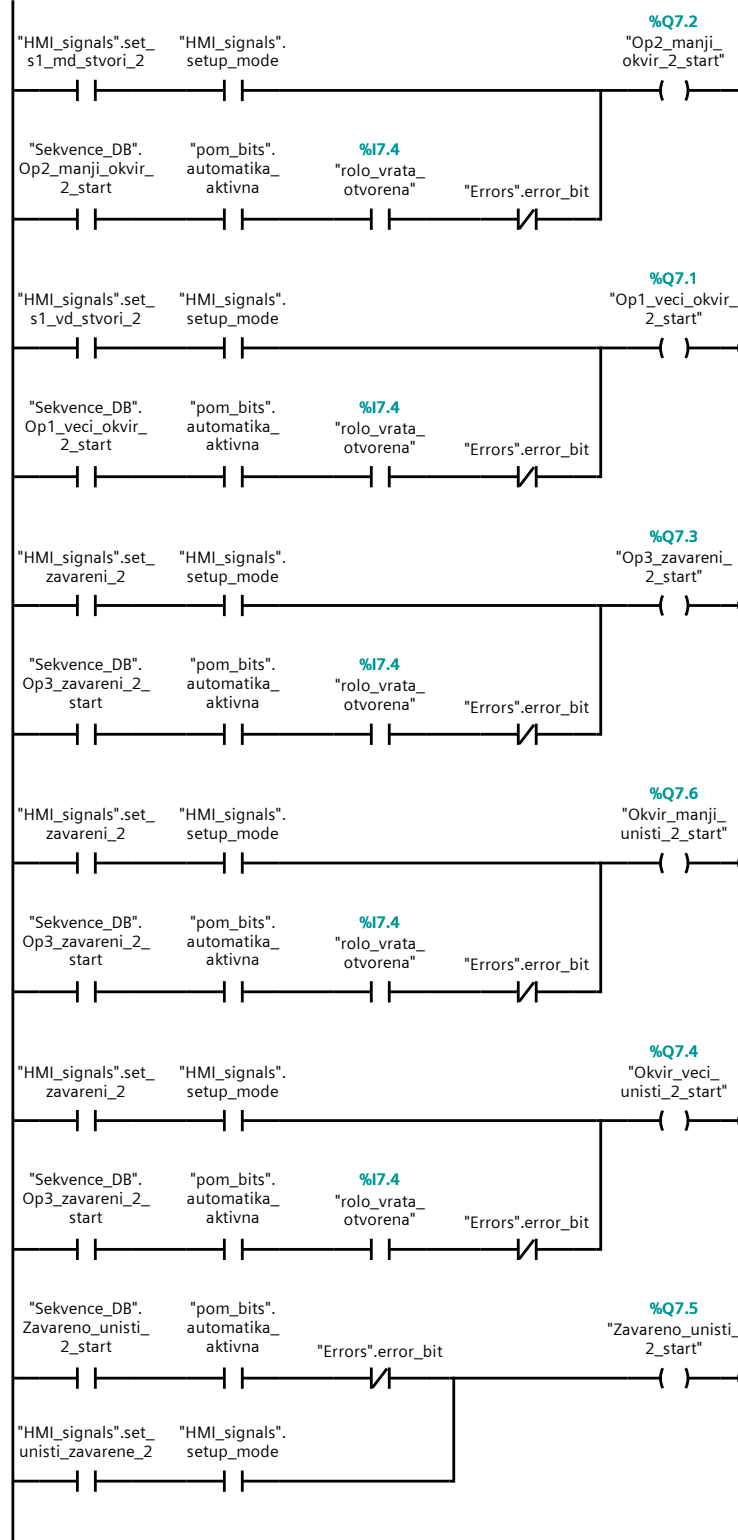 %Q7.2
"HMI_signals".set_
s1_md_stvori_2
"HMI_signals".
setup_mode
"Op2_manji_
okvir_2_start"
"Sekvence_DB".
Op2_manji_okvir_
2_start
"pom_bits".
automatika_
aktivna
%I7.4
"rolo_vrata_
otvorena"
"Errors".error_bit
%Q7.1
"HMI_signals".set_
s1_vd_stvori_2
"HMI_signals".
setup_mode
"Op1_veci_okvir_
2_start"
"Sekvence_DB".
Op1_veci_okvir_
2_start
"pom_bits".
automatika_
aktivna
%I7.4
"rolo_vrata_
otvorena"
"Errors".error_bit
%Q7.3
"HMI_signals".set_
zavareni_2
"HMI_signals".
setup_mode
"Op3_zavareni_
2_start"
"Sekvence_DB".
Op3_zavareni_2_
start
"pom_bits".
automatika_
aktivna
%I7.4
"rolo_vrata_
otvorena"
"Errors".error_bit
%Q7.6
"HMI_signals".set_
zavareni_2
"HMI_signals".
setup_mode
"Okvir_manji_
unisti_2_start"
"Sekvence_DB".
Op3_zavareni_2_
start
"pom_bits".
automatika_
aktivna
%I7.4
"rolo_vrata_
otvorena"
"Errors".error_bit
%Q7.4
"HMI_signals".set_
zavareni_2
"HMI_signals".
setup_mode
"Okvir_veci_
unisti_2_start"
"Sekvence_DB".
Op3_zavareni_2_
start
"pom_bits".
automatika_
aktivna
%I7.4
"rolo_vrata_
otvorena"
"Errors".error_bit
"Sekvence_DB".
Zavareno_unisti_
2_start
"pom_bits".
automatika_
aktivna
"Errors".error_bit
%Q7.5
"Zavareno_unisti_
2_start"
"HMI_signals".set_
unisti_zavarene_2
"HMI_signals".
setup_mode